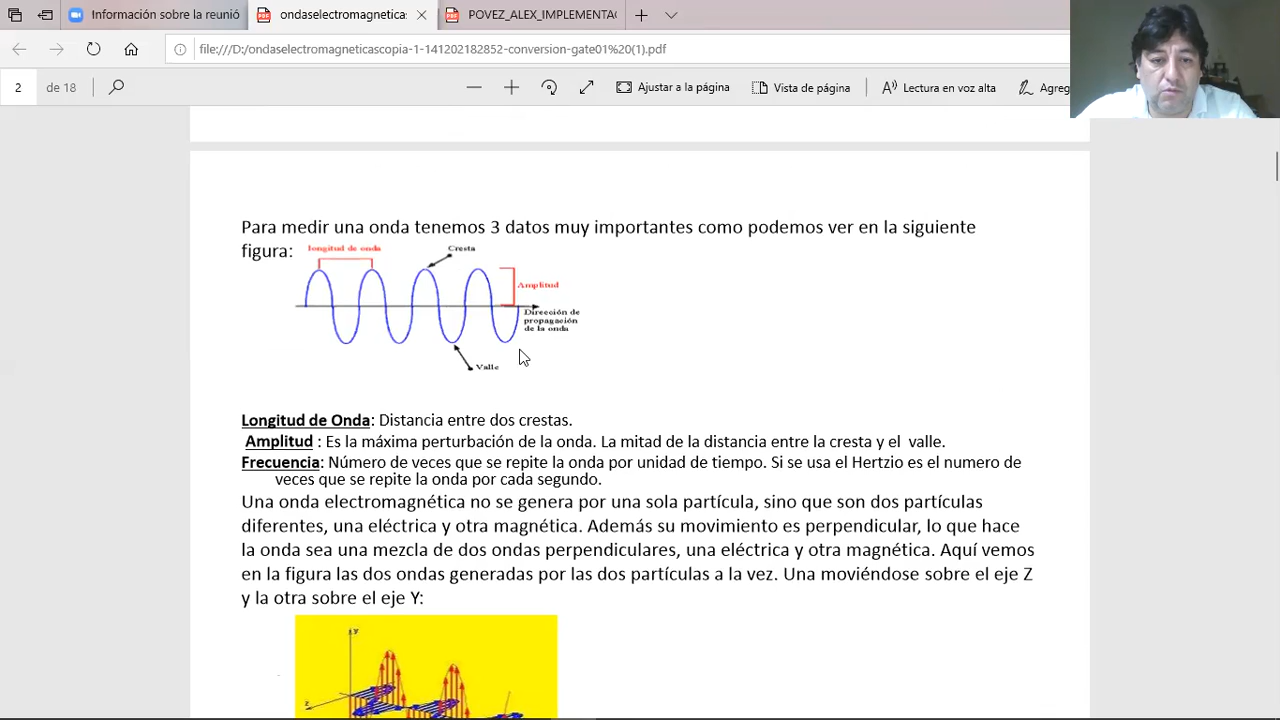 Información sobre la reunió
ondaselectromagnetica:
POVEZ_ALEX_IMPLEMENTAC
file:///D:/ondaselectromagneticascopia-1-141202182852-conversion-gate01%20(1).pdf
2 de 18
Ajustar a la página
Vista de página
Lectura en voz alta
Agreg
Para medir una onda tenemos 3 datos muy importantes como podemos ver en la siguiente
figura:
longitud de onda
Cresta
Amplitud
Dirección de
propagación
de la onda
Valle
Longitud de Onda: Distancia entre dos crestas.
Amplitud : Es la máxima perturbación de la onda. La mitad de la distancia entre la cresta y el valle.
Frecuencia: Número de veces que se repite la onda por unidad de tiempo. Si se usa el Hertzio es el numero de
veces que se repite la onda por cada segundo.
Una onda electromagnética no se genera por una sola partícula, sino que son dos partículas
diferentes, una eléctrica y otra magnética. Además su movimiento es perpendicular, lo que hace
la onda sea una mezcla de dos ondas perpendiculares, una eléctrica y otra magnética. Aquí vemos
en la figura las dos ondas generadas por las dos partículas a la vez. Una moviéndose sobre el eje Z
y la otra sobre el eje Y:
y
z